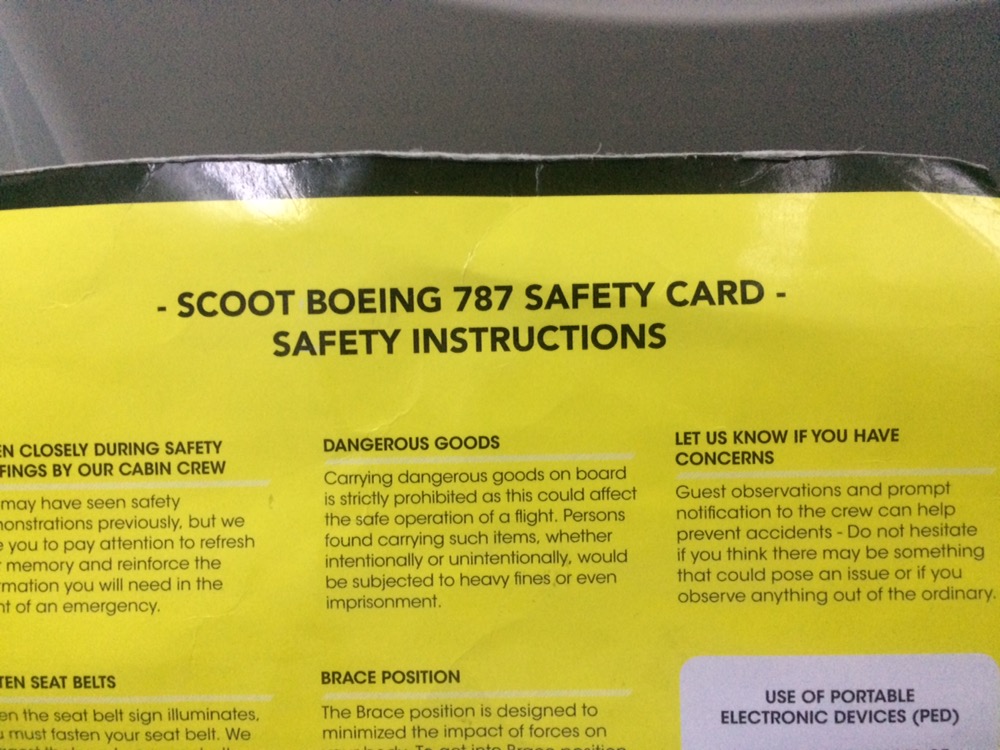 - SCOOT BOEING 787 SAFETY CARD -
SAFETY INSTRUCTIONS
CLOSELY DURING SAFETY
BY OUR CABIN CREW
may have seen safety
previously, but we
you to pay attention to refresh
memory and reinforce the
you will need in the
of an emergency.
DANGEROUS GOODS
Carrying dangerous goods on board
is strictly prohibited as this could affect
the safe operation of a flight. Persons
found carrying such items, whether
intentionally or unintentionally, would
be subjected to heavy fines or even
imprisonment.
LET US KNOW IF YOU HAVE
CONCERNS
Guest observations and prompt
notification to the crew can help
prevent accidents - Do not hesitate
if you think there may be something
that could pose an issue or if you
observe anything out of the ordinary.
SEAT BELTS
the seat belt sign illuminates,
must fasten your seat belt. We
BRACE POSITION
The Brace position is designed to
minimized the impact of forces on
USE OF PORTABLE
ELECTRONIC DEVICES (PED)